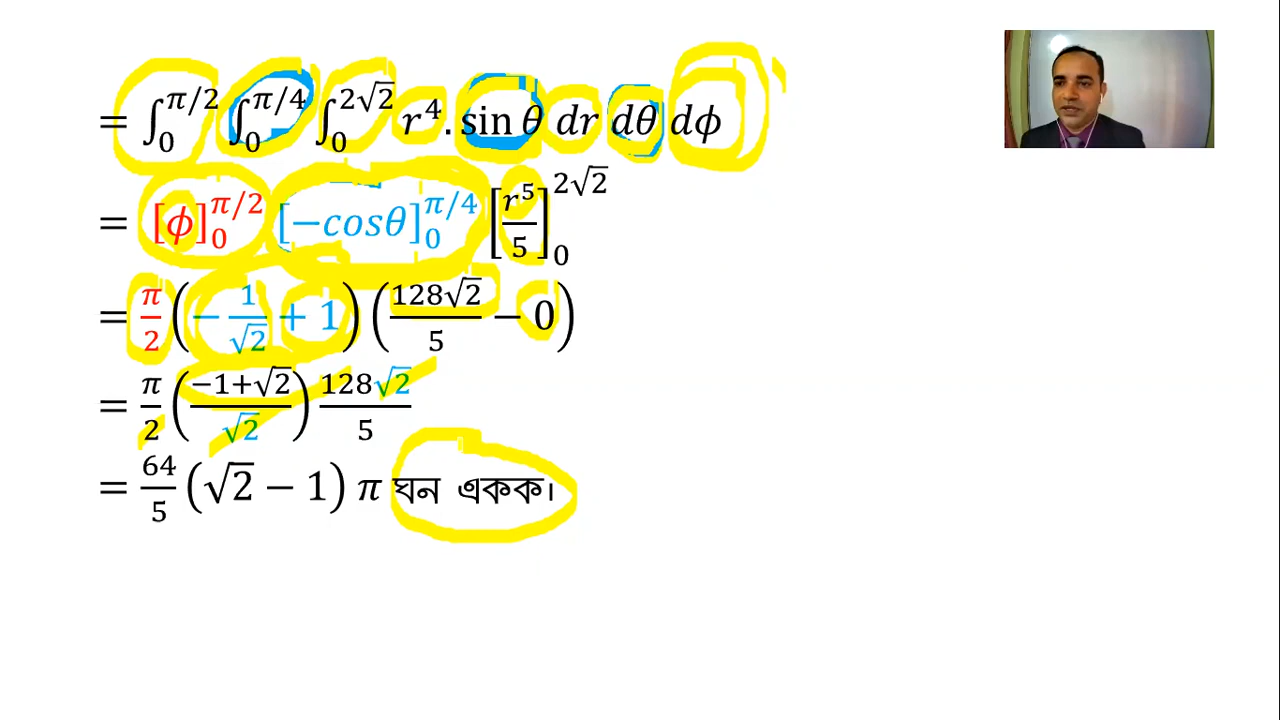 = ∫₀^{π/2} ∫₀^{π/4} ∫₀^{2√2} r⁴ . sin θ dr dθ dϕ
= [ϕ]₀^{π/2} [−cosθ]₀^{π/4} [r⁵/5]₀^{2√2}
= π/2 (− 1/√2 + 1) (128√2/5 − 0)
= π/2 ((−1+√2)/√2) 128√2/5
= 64/5 (√2 − 1) π ঘন একক।